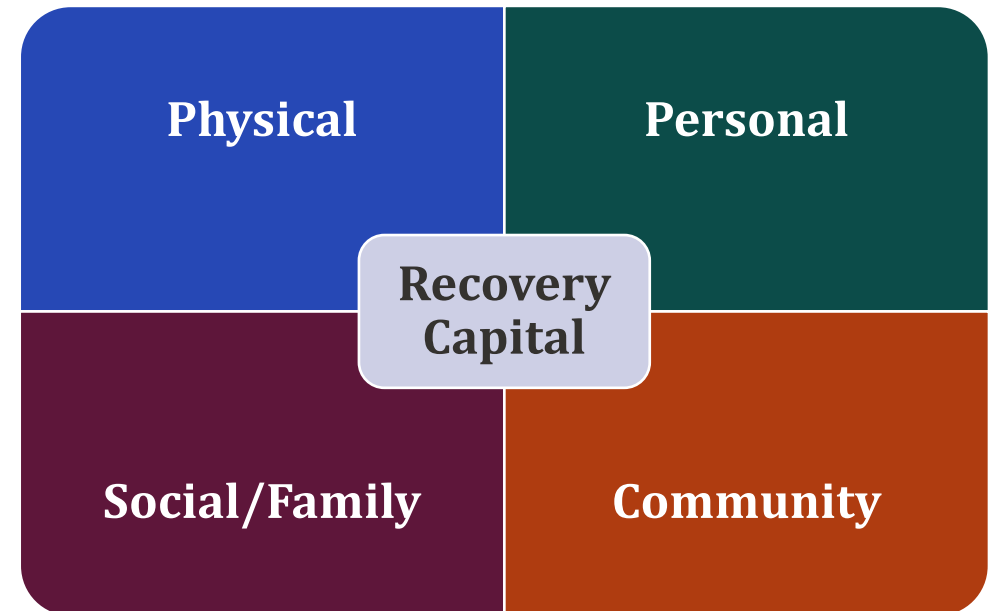 Physical
Personal
Recovery
Capital
Social/Family
Community